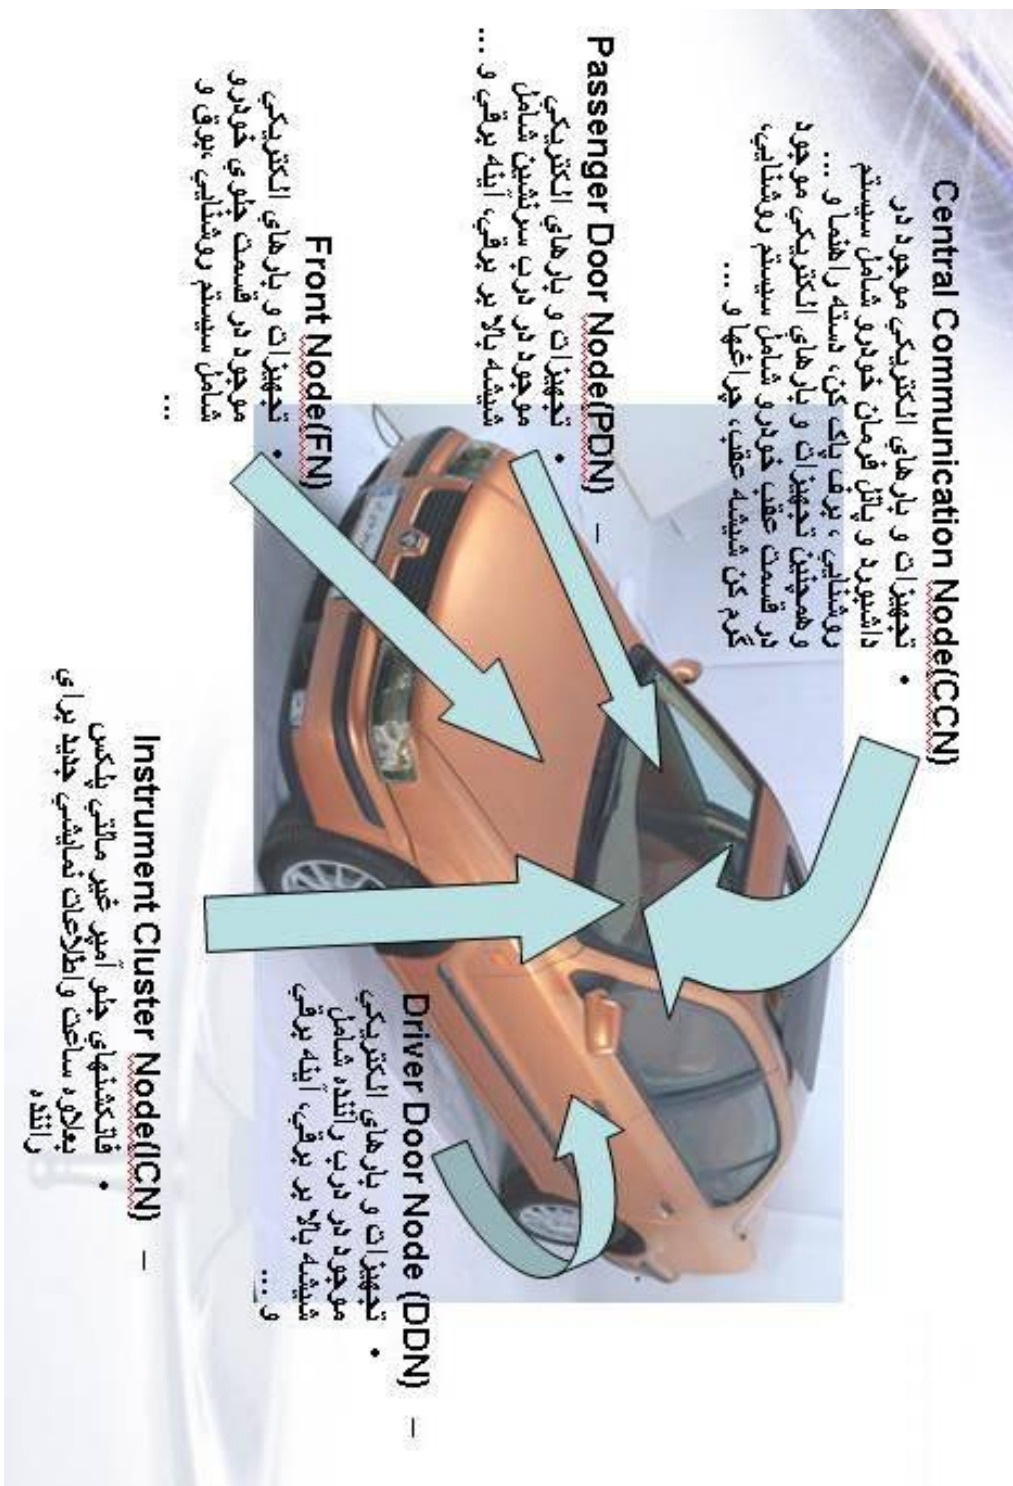 Central Communication Node(CCN)
• تجهیزات و بارهای الکتریکی موجود در
داشبورد و پانل فرمان خودرو شامل سیستم
روشنایی ، برف پاک کن، دسته راهنما و ...
وهمچنین تجهیزات و بارهای الکتریکی موجود
در قسمت عقب خودرو شامل سیستم روشنایی،
گرم کن شیشه عقب، چراغها و ...
Passenger Door Node(PDN) –
• تجهیزات و بارهای الکتریکی
موجود در درب سرنشین شامل
شیشه بالا بر برقی، آینه برقی و ...
Front Node(FN)
• تجهیزات و بارهای الکتریکی
موجود در قسمت جلوی خودرو
شامل سیستم روشنایی ،بوق و
...
Driver Door Node (DDN) –
• تجهیزات و بارهای الکتریکی
موجود در درب راننده شامل
شیشه بالا بر برقی، آینه برقی
و ...
Instrument Cluster Node(ICN) –
• فانکشنهای جلو آمپر غیر مالتی پلکس
بعلاوه ساعت واطلاعات نمایشی جدید برای
راننده